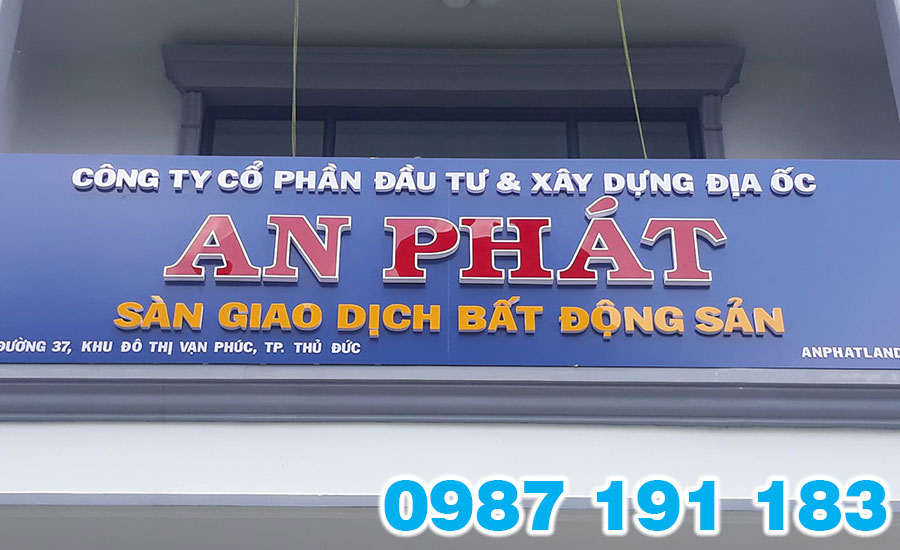 CÔNG TY CỔ PHẦN ĐẦU TƯ & XÂY DỰNG ĐỊA ỐC
AN PHÁT
SÀN GIAO DỊCH BẤT ĐỘNG SẢN
ĐƯỜNG 37, KHU ĐÔ THỊ VẠN PHÚC, TP. THỦ ĐỨC
ANPHATLAND
0987 191 183